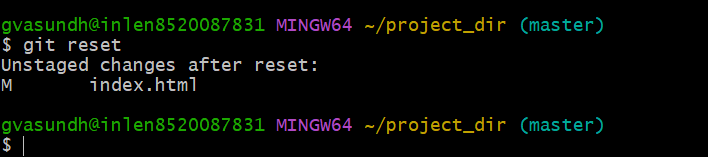 gvasundh@inlen8520087831 MINGW64 ~/project_dir (master)
$ git reset
Unstaged changes after reset:
M       index.html
gvasundh@inlen8520087831 MINGW64 ~/project_dir (master)
$